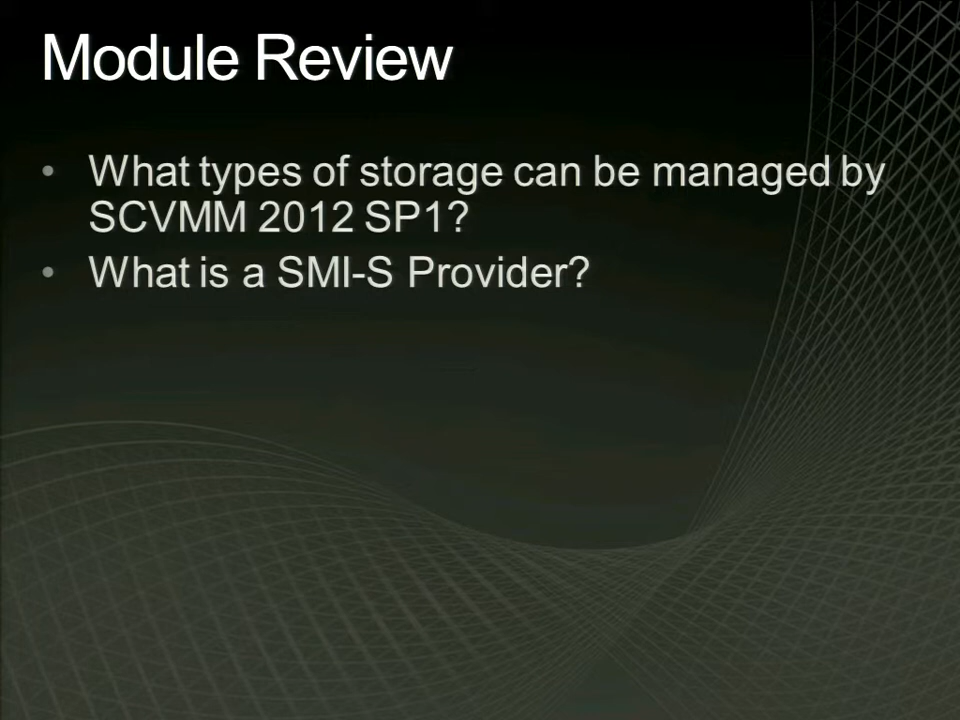 Module Review
• What types of storage can be managed by
SCVMM 2012 SP1?
• What is a SMI-S Provider?